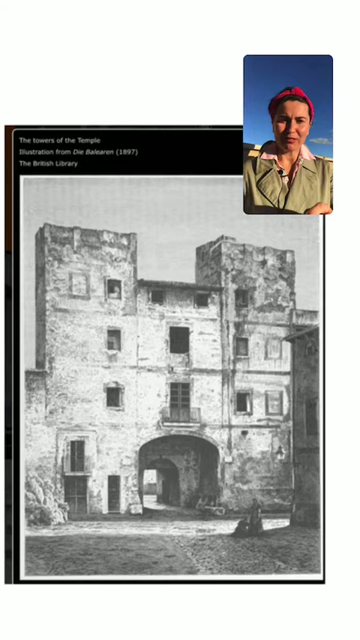 The towers of the Temple
Illustration from Die Balearen (1897)
The British Library